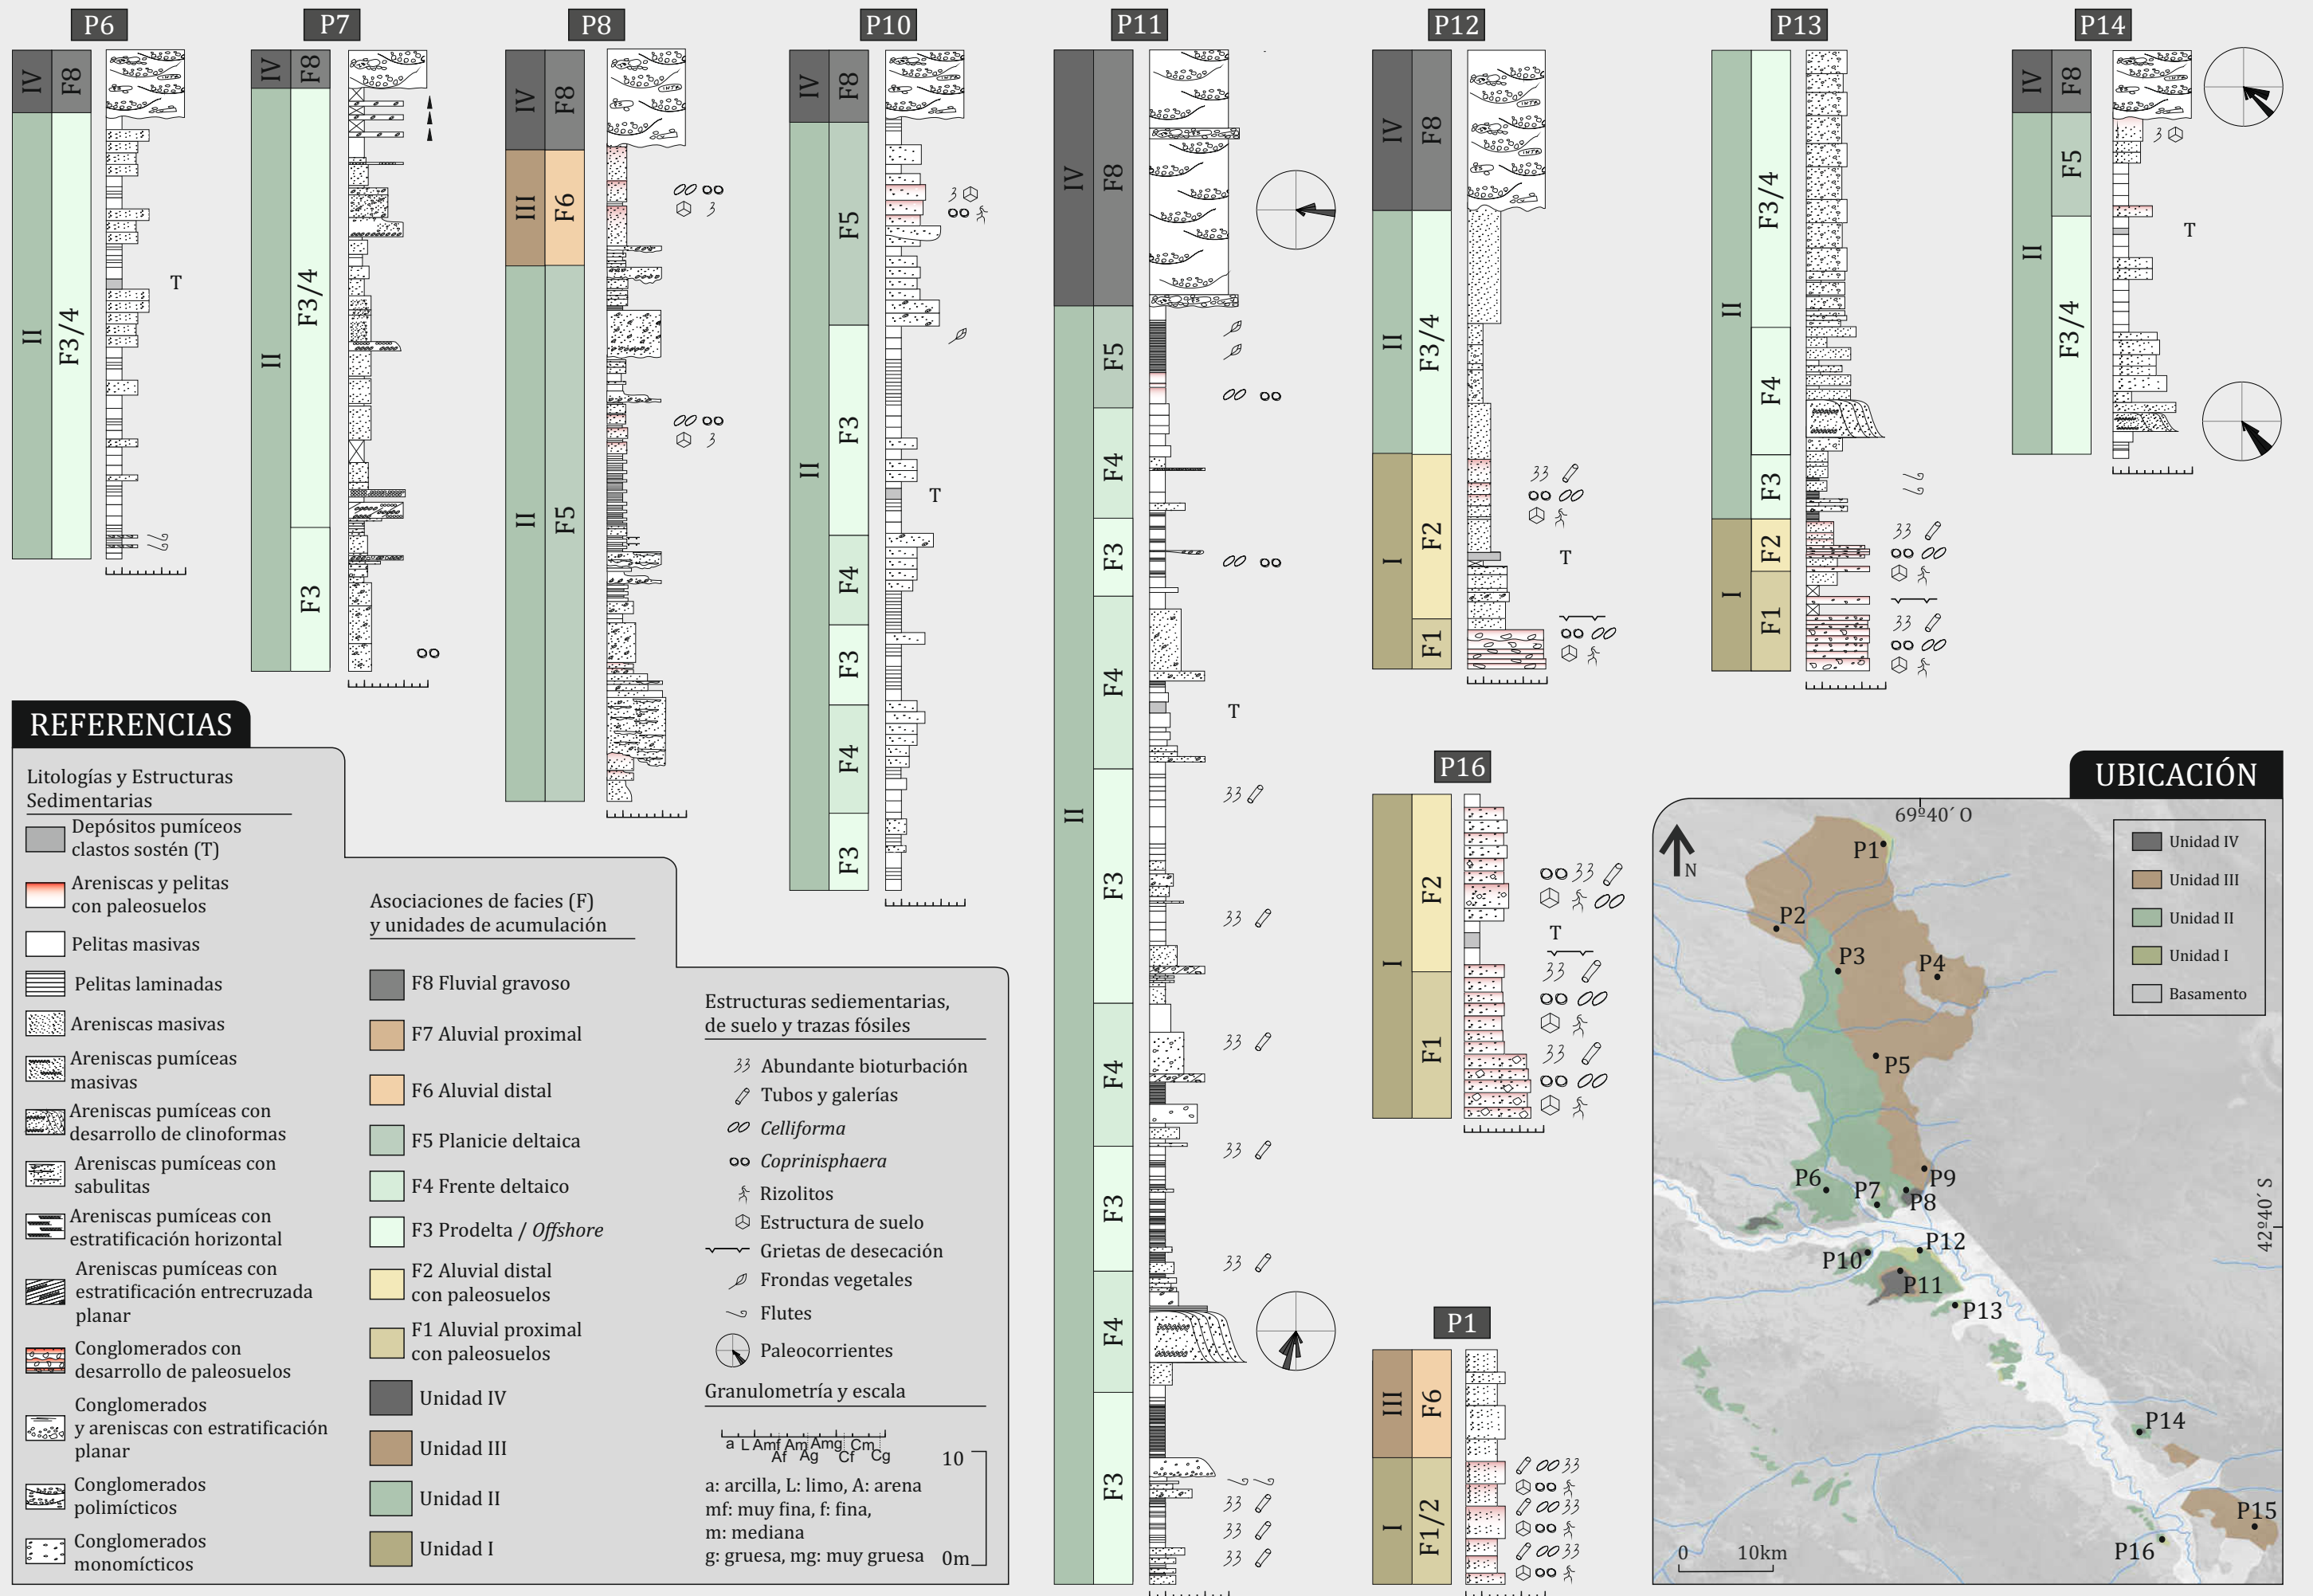 P6
IV
F8
II
F3/4
T
P7
IV
F8
II
F3/4
F3
P8
IV
F8
III
F6
II
F5
P10
IV
F8
II
F5
F3
F4
F3
F4
F3
T
P11
IV
F8
II
F5
F4
F3
F4
F3
F4
F3
F4
F3
T
P12
IV
F8
II
F3/4
I
F2
F1
T
P13
II
F3/4
F4
F3
I
F2
F1
P14
IV
F8
II
F5
F3/4
T
P16
I
F2
F1
T
P1
III
F6
I
F1/2
REFERENCIAS
Litologías y Estructuras
Sedimentarias
Depósitos pumíceos
clastos sostén (T)
Areniscas y pelitas
con paleosuelos
Pelitas masivas
Pelitas laminadas
Areniscas masivas
Areniscas pumíceas
masivas
Areniscas pumíceas con
desarrollo de clinoformas
Areniscas pumíceas con
sabulitas
Areniscas pumíceas con
estratificación horizontal
Areniscas pumíceas con
estratificación entrecruzada
planar
Conglomerados con
desarrollo de paleosuelos
Conglomerados
y areniscas con estratificación
planar
Conglomerados
polimícticos
Conglomerados
monomícticos
Asociaciones de facies (F)
y unidades de acumulación
F8 Fluvial gravoso
F7 Aluvial proximal
F6 Aluvial distal
F5 Planicie deltaica
F4 Frente deltaico
F3 Prodelta / Offshore
F2 Aluvial distal
con paleosuelos
F1 Aluvial proximal
con paleosuelos
Unidad IV
Unidad III
Unidad II
Unidad I
Estructuras sediementarias,
de suelo y trazas fósiles
Abundante bioturbación
Tubos y galerías
Celliforma
Coprinisphaera
Rizolitos
Estructura de suelo
Grietas de desecación
Frondas vegetales
Flutes
Paleocorrientes
Granulometría y escala
a L Amf Am Amg Cm
Af Ag Cf Cg
a: arcilla, L: limo, A: arena
mf: muy fina, f: fina,
m: mediana
g: gruesa, mg: muy gruesa
10
0m
UBICACIÓN
69º40´ O
42º40´ S
N
Unidad IV
Unidad III
Unidad II
Unidad I
Basamento
P1
P2
P3
P4
P5
P6
P7
P8
P9
P10
P11
P12
P13
P14
P15
P16
0 10km